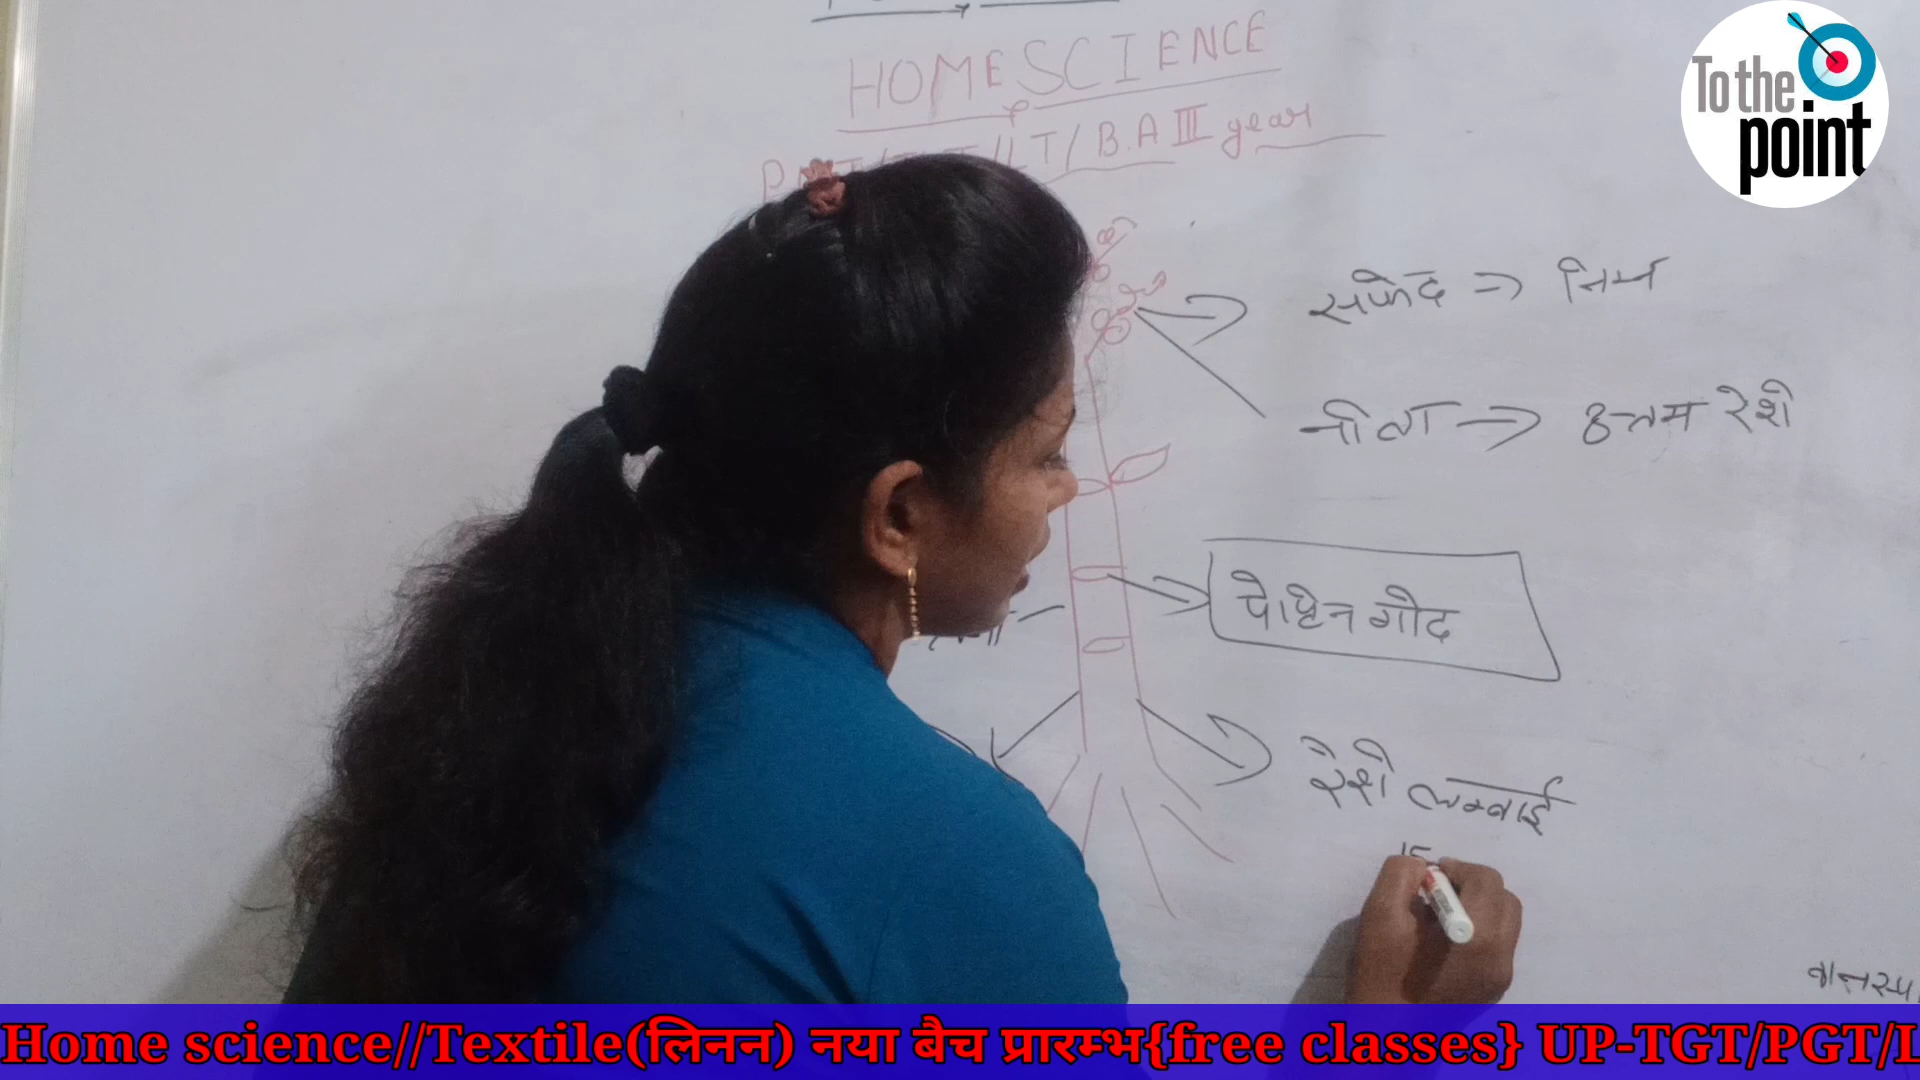 HOME SCIENCE
LT/B.A III year
To the
point
सफेद ⇒ निम्न
नीला → उत्तम रेशे
पेप्टिन गोंद
रेशे लम्बाई
15
Home science//Textile(लिनन) नया बैच प्रारम्भ{free classes} UP-TGT/PGT/L